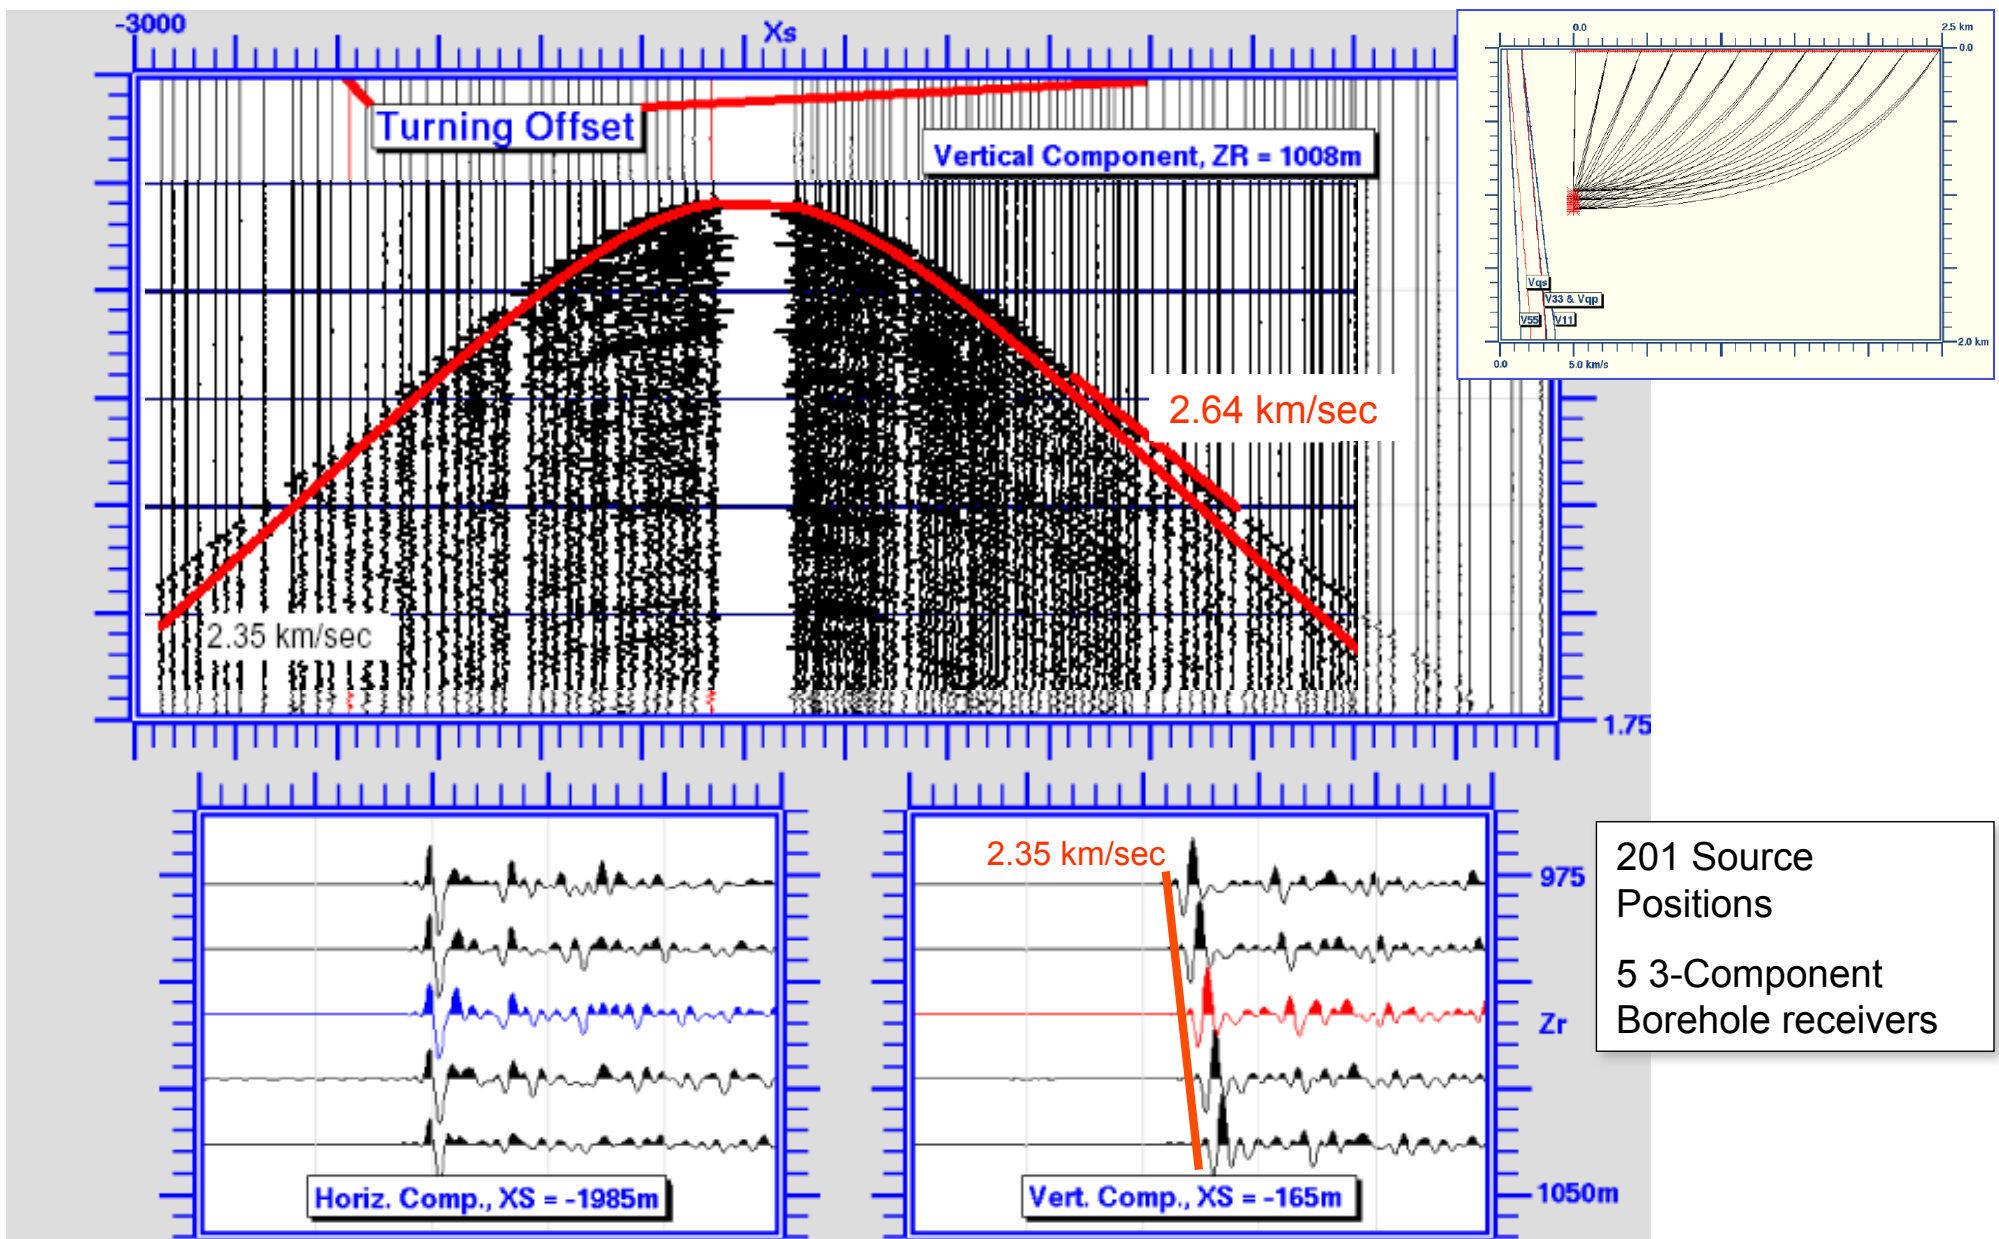 -3000
Xs
Turning Offset
Vertical Component, ZR = 1008m
2.64 km/sec
2.35 km/sec
1.75
0.0
2.5 km
0.0
Vqs
V33 & Vqp
V55
V11
2.0 km
0.0
5.0 km/s
Horiz. Comp., XS = -1985m
2.35 km/sec
975
Zr
1050m
Vert. Comp., XS = -165m
201 Source
Positions
5 3-Component
Borehole receivers